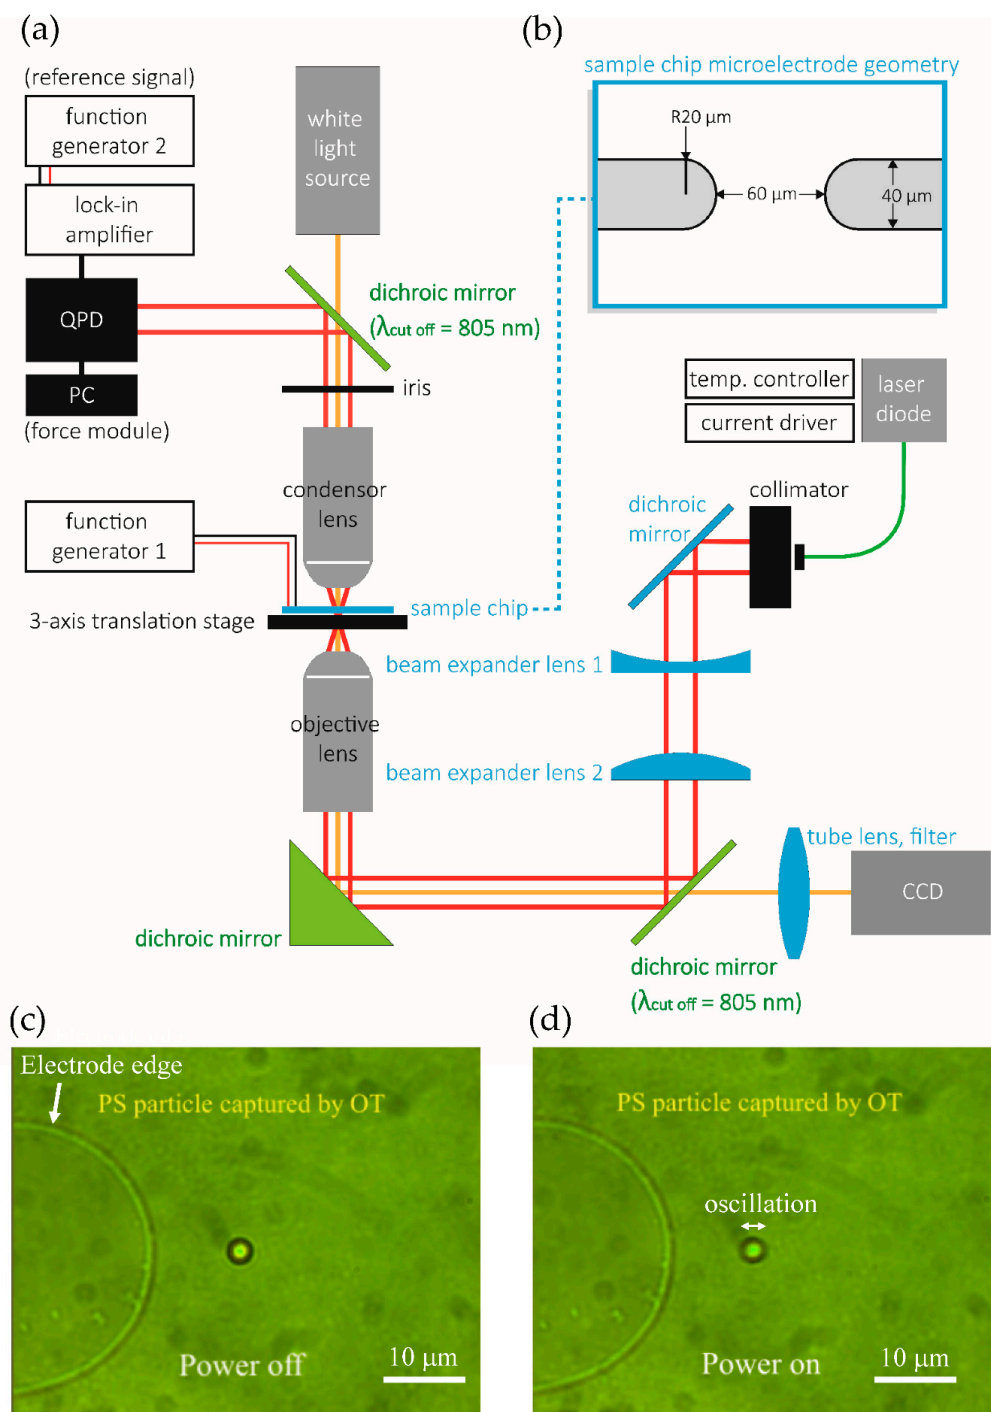 (a)
(reference signal)
function
generator 2
lock-in
amplifier
QPD
PC
(force module)
white
light
source
dichroic mirror
(λcut off = 805 nm)
iris
condensor
lens
function
generator 1
sample chip
3-axis translation stage
objective
lens
dichroic mirror
(b)
sample chip microelectrode geometry
R20 μm
60 μm
40 μm
temp. controller
current driver
laser
diode
collimator
dichroic
mirror
beam expander lens 1
beam expander lens 2
tube lens, filter
CCD
dichroic mirror
(λcut off = 805 nm)
(c)
Electrode edge
PS particle captured by OT
Power off
10 μm
(d)
PS particle captured by OT
oscillation
Power on
10 μm